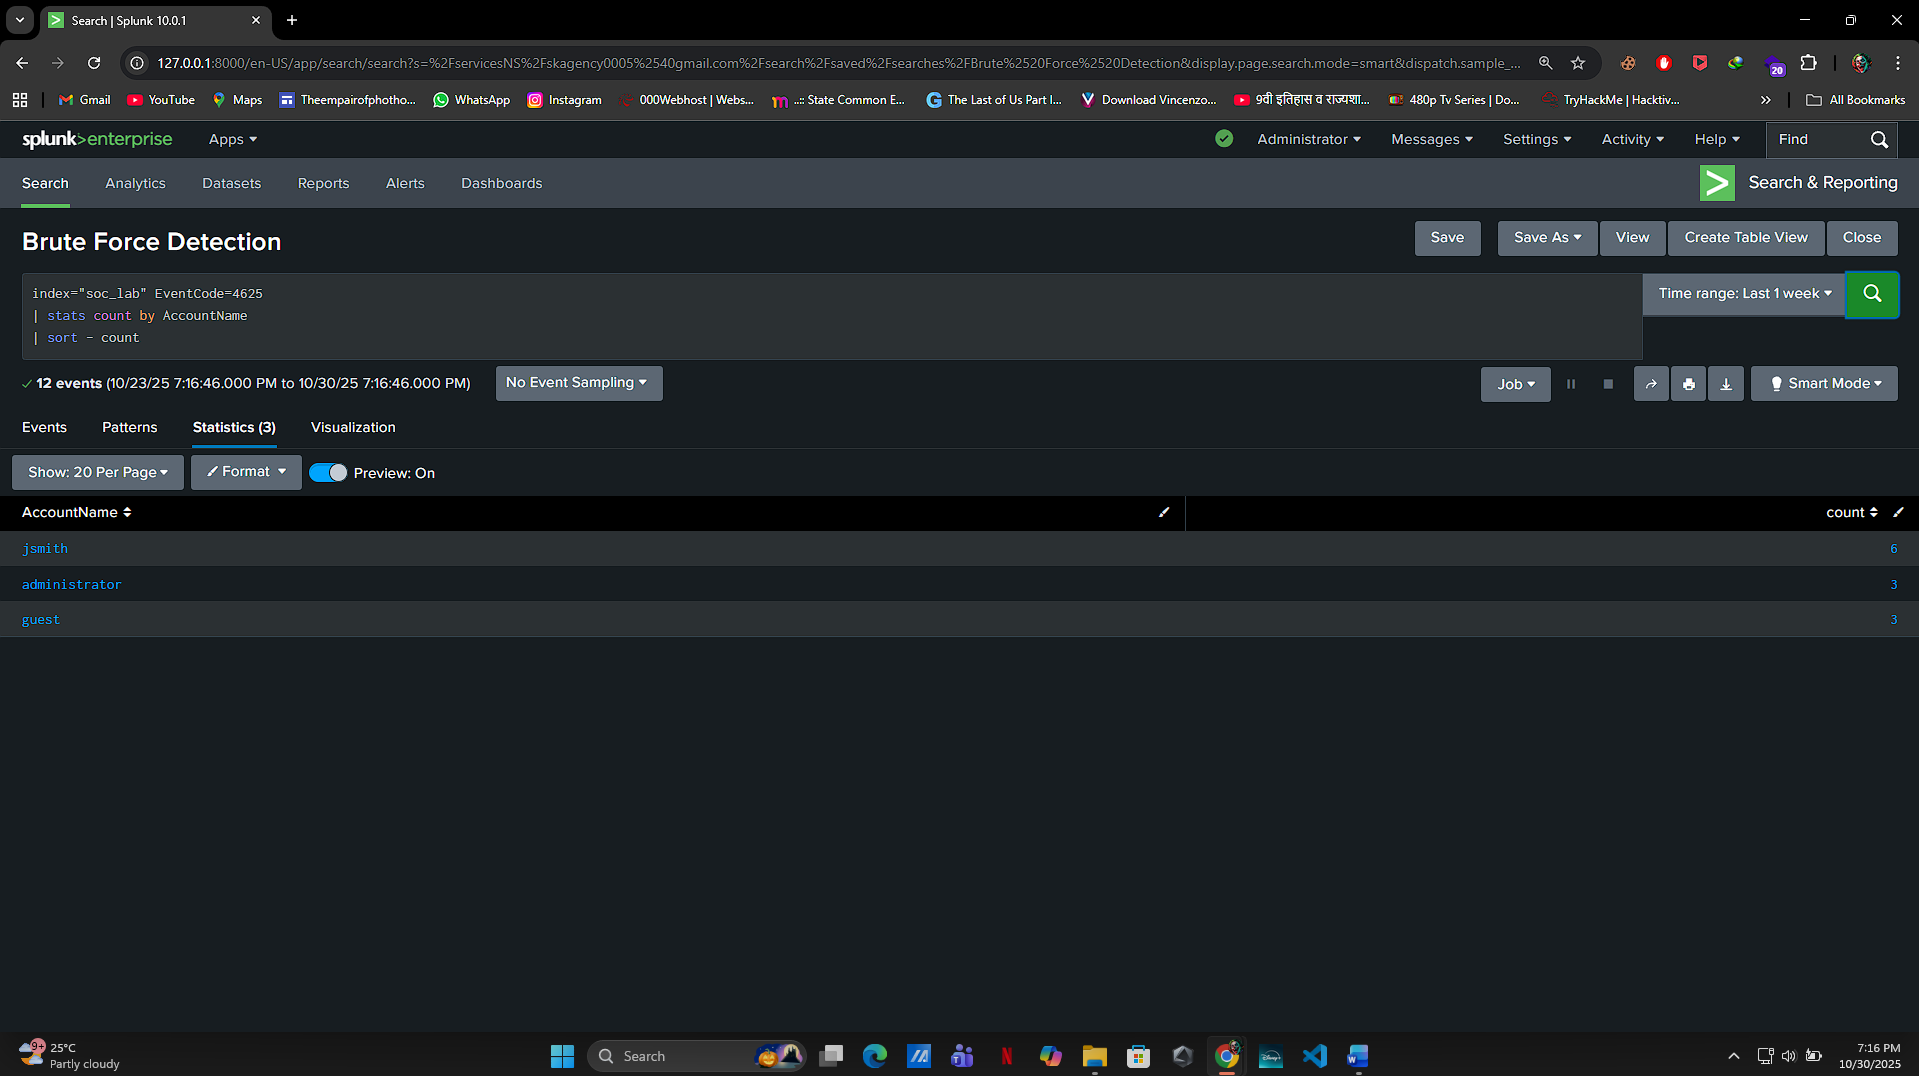 Search | Splunk 10.0.1
127.0.0.1:8000/en-US/app/search/search?s=%2FservicesNS%2Fskagency0005%2540gmail.com%2Fsearch%2Fsaved%2Fsearches%2FBrute%2520Force%2520Detection&display.page.search.mode=smart&dispatch.sample_...
20
Gmail YouTube Maps Theempairofphotho... WhatsApp Instagram 000Webhost | Webs... ..:: State Common E... The Last of Us Part I... Download Vincenzo... 9वी इतिहास व राज्यशा... 480p Tv Series | Do... TryHackMe | Hacktiv... » All Bookmarks
splunk>enterprise Apps Administrator Messages Settings Activity Help Find
Search Analytics Datasets Reports Alerts Dashboards Search & Reporting
Brute Force Detection Save Save As View Create Table View Close
index="soc_lab" EventCode=4625 Time range: Last 1 week
| stats count by AccountName
| sort - count
12 events (10/23/25 7:16:46.000 PM to 10/30/25 7:16:46.000 PM) No Event Sampling Job Smart Mode
Events Patterns Statistics (3) Visualization
Show: 20 Per Page Format Preview: On
AccountName count
jsmith 6
administrator 3
guest 3
9+ 25°C
Partly cloudy
Search
7:16 PM
10/30/2025